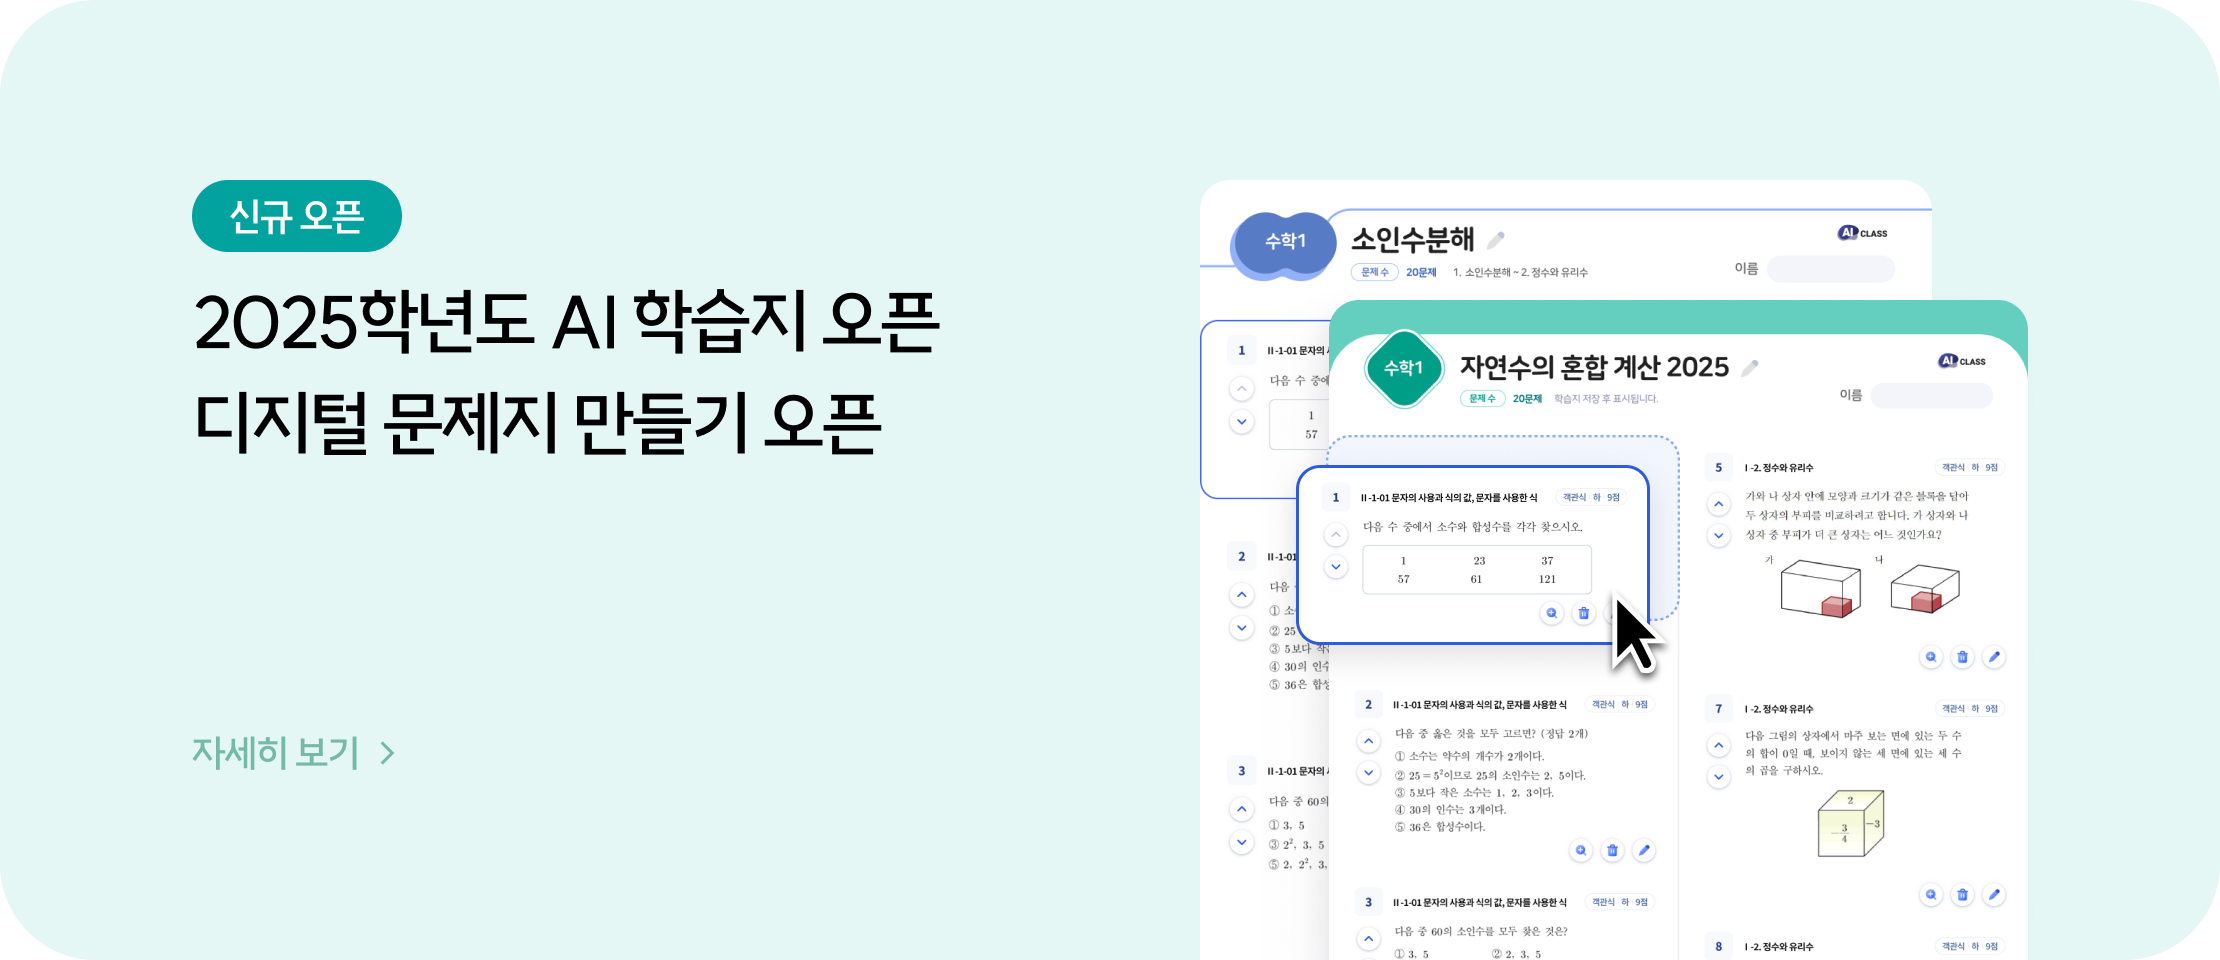 신규 오픈
2025학년도 AI 학습지 오픈
디지털 문제지 만들기 오픈
자세히 보기
수학1
소인수분해
문제 수 20문제 1. 소인수분해 ~ 2. 정수와 유리수
AI CLASS
이름
1 II-1-01 문자의 사
다음 수 중에
1
57
2 II-1-01
다음
① 소
② 25
③ 5보다 작
④ 30의 인수
⑤ 36은 합성
3 II-1-01 문자의 사
다음 중 60의
① 3, 5
③ 2², 3, 5
⑤ 2, 2², 3,
수학1
자연수의 혼합 계산 2025
문제 수 20문제 학습지 저장 후 표시됩니다.
AI CLASS
이름
1 II-1-01 문자의 사용과 식의 값, 문자를 사용한 식 객관식 하 9점
다음 수 중에서 소수와 합성수를 각각 찾으시오.
1 23 37
57 61 121
2 II-1-01 문자의 사용과 식의 값, 문자를 사용한 식 객관식 하 9점
다음 중 옳은 것을 모두 고르면? (정답 2개)
① 소수는 약수의 개수가 2개이다.
② 25 = 5²이므로 25의 소인수는 2, 5이다.
③ 5보다 작은 소수는 1, 2, 3이다.
④ 30의 인수는 3개이다.
⑤ 36은 합성수이다.
3 II-1-01 문자의 사용과 식의 값, 문자를 사용한 식 객관식 하 9점
다음 중 60의 소인수를 모두 찾은 것은?
① 3, 5 ② 2, 3, 5
5 I-2. 정수와 유리수 객관식 하 9점
가와 나 상자 안에 모양과 크기가 같은 블록을 담아
두 상자의 부피를 비교하려고 합니다. 가 상자와 나
상자 중 부피가 더 큰 상자는 어느 것인가요?
가 나
7 I-2. 정수와 유리수 객관식 하 9점
다음 그림의 상자에서 마주 보는 면에 있는 두 수
의 합이 0일 때, 보이지 않는 세 면에 있는 세 수
의 곱을 구하시오.
2
-3/4 -3
8 I-2. 정수와 유리수 객관식 하 9점